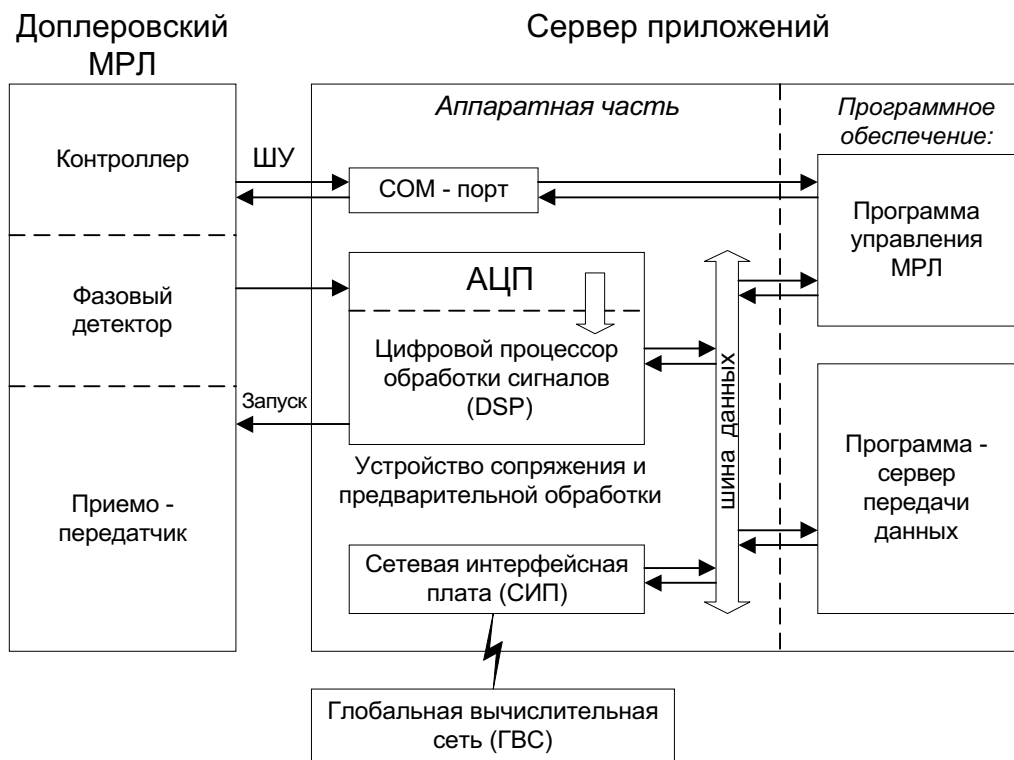 Доплеровский
МРЛ
Сервер приложений
Аппаратная часть
Программное
обеспечение:
Контроллер
ШУ
COM - порт
Программа
управления
МРЛ
АЦП
Фазовый
детектор
Цифровой процессор
обработки сигналов
(DSP)
шина данных
Запуск
Устройство сопряжения и
предварительной обработки
Программа -
сервер
передачи
данных
Приемо -
передатчик
Сетевая интерфейсная
плата (СИП)
Глобальная вычислительная
сеть (ГВС)